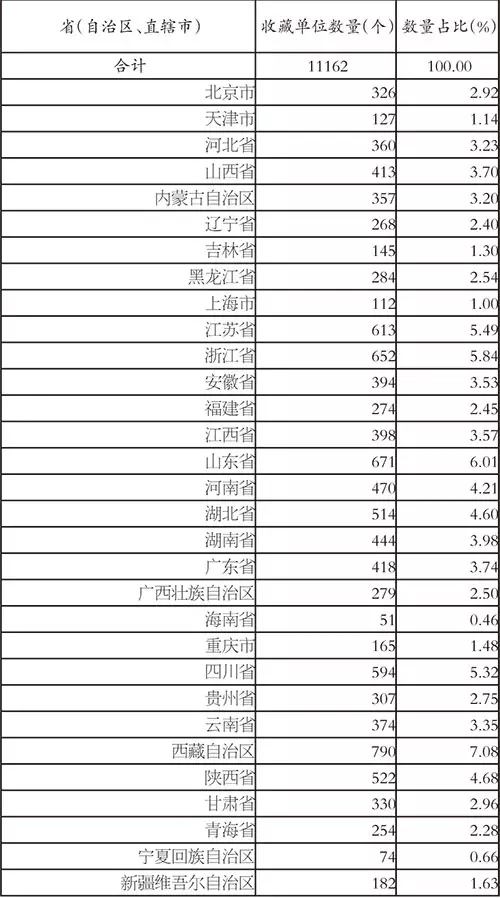 省(自治区、直辖市) 收藏单位数量(个) 数量占比(%)
合计 11162 100.00
北京市 326 2.92
天津市 127 1.14
河北省 360 3.23
山西省 413 3.70
内蒙古自治区 357 3.20
辽宁省 268 2.40
吉林省 145 1.30
黑龙江省 284 2.54
上海市 112 1.00
江苏省 613 5.49
浙江省 652 5.84
安徽省 394 3.53
福建省 274 2.45
江西省 398 3.57
山东省 671 6.01
河南省 470 4.21
湖北省 514 4.60
湖南省 444 3.98
广东省 418 3.74
广西壮族自治区 279 2.50
海南省 51 0.46
重庆市 165 1.48
四川省 594 5.32
贵州省 307 2.75
云南省 374 3.35
西藏自治区 790 7.08
陕西省 522 4.68
甘肃省 330 2.96
青海省 254 2.28
宁夏回族自治区 74 0.66
新疆维吾尔自治区 182 1.63